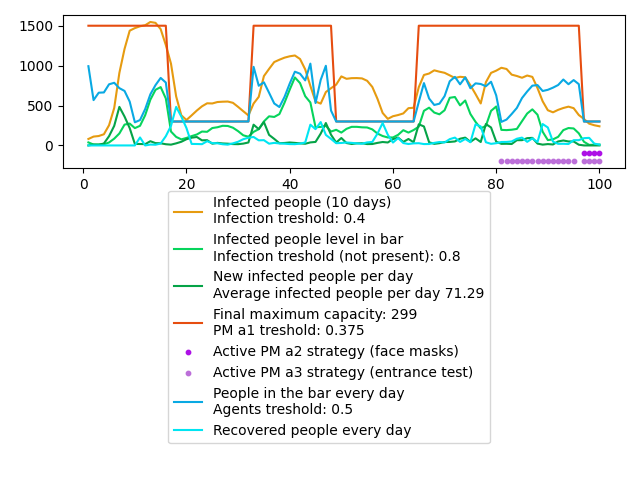 1500
1000
500
0
0
20
40
60
80
100
Infected people (10 days)
Infection treshold: 0.4
Infected people level in bar
Infection treshold (not present): 0.8
New infected people per day
Average infected people per day 71.29
Final maximum capacity: 299
PM a1 treshold: 0.375
Active PM a2 strategy (face masks)
Active PM a3 strategy (entrance test)
People in the bar every day
Agents treshold: 0.5
Recovered people every day